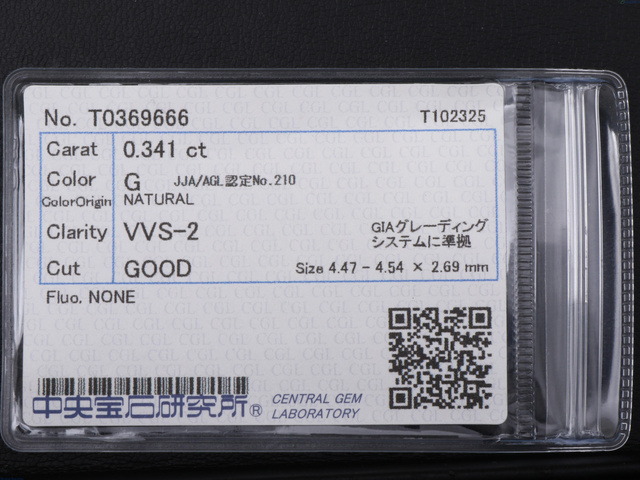 No. T0369666 T102325
Carat 0.341 ct
Color G JJA/AGL認定No.210
ColorOrigin NATURAL
Clarity VVS-2 GIAグレーディング
システムに準拠
Cut GOOD Size 4.47 - 4.54 × 2.69 mm
Fluo. NONE
中央宝石研究所® CENTRAL GEM
LABORATORY